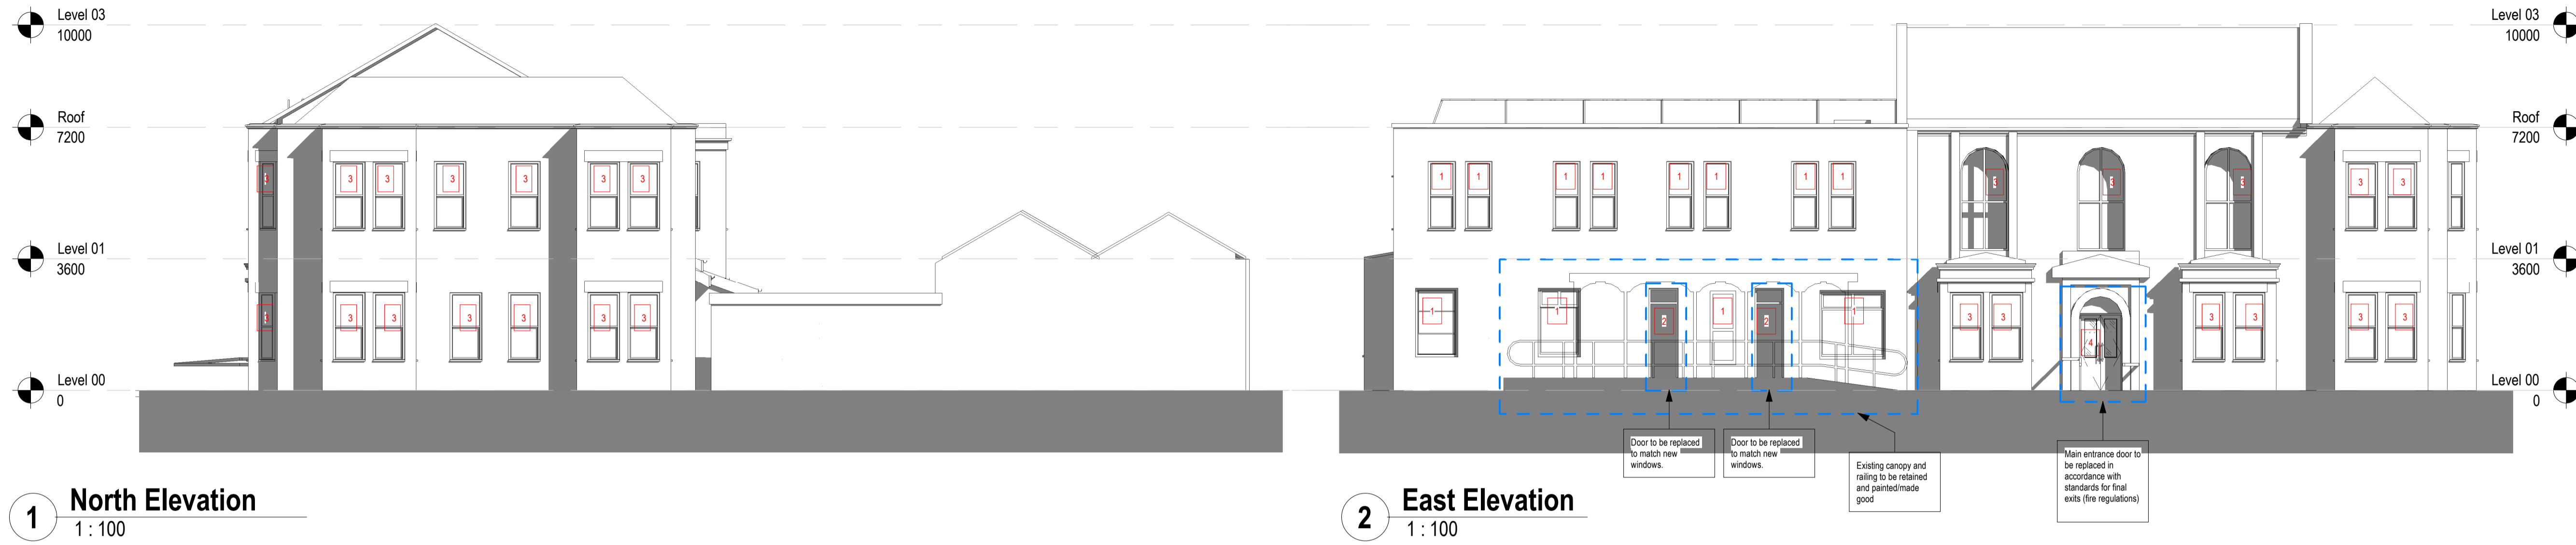 Level 03
10000
Roof
7200
Level 01
3600
Level 00
0
3 3 3 3 3 3 3
3 3 3 3 3 3 3
1 North Elevation
1 : 100
Level 03
10000
Roof
7200
Level 01
3600
Level 00
0
1 1 1 1 1 1 1 1 3 3 3 3 3
1 1 2 1 2 1 3 3 4 3 3 3 3
Door to be replaced
to match new
windows.
Door to be replaced
to match new
windows.
Existing canopy and
railing to be retained
and painted/made
good
Main entrance door to
be replaced in
accordance with
standards for final
exits (fire regulations)
2 East Elevation
1 : 100